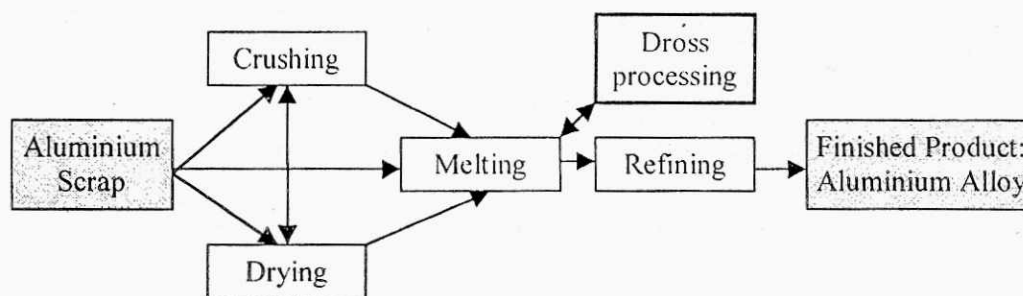 Crushing
Dross
processing
Aluminium
Scrap
Melting
Refining
Finished Product:
Aluminium Alloy
Drying